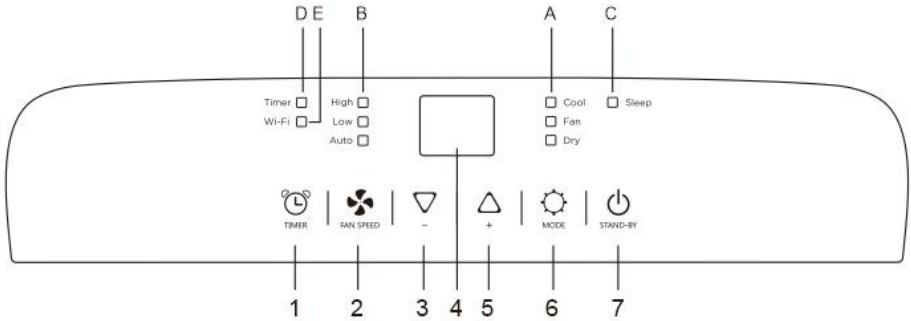 D E B A C
Timer High Cool Sleep
Wi-Fi Low Fan
Auto Dry
TIMER FAN SPEED - + MODE STAND-BY
1 2 3 4 5 6 7